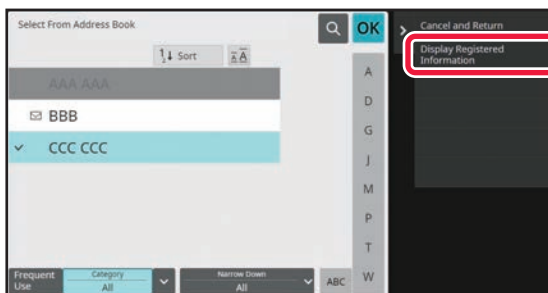 Select From Address Book
OK
Cancel and Return
Display Registered
Information
Sort
AAA AAA
BBB
CCC CCC
A
D
G
J
M
P
T
W
Frequent
Use
Category
All
Narrow Down
All
ABC